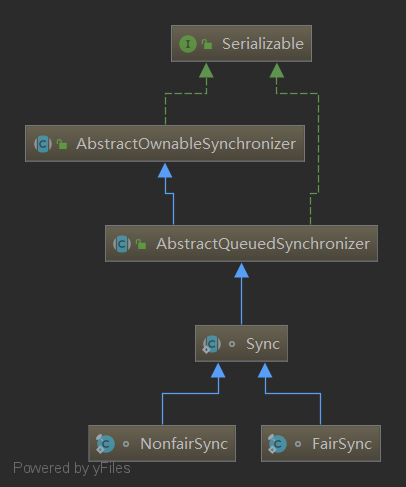 Serializable
AbstractOwnableSynchronizer
AbstractQueuedSynchronizer
Sync
NonfairSync
FairSync
Powered by yFiles